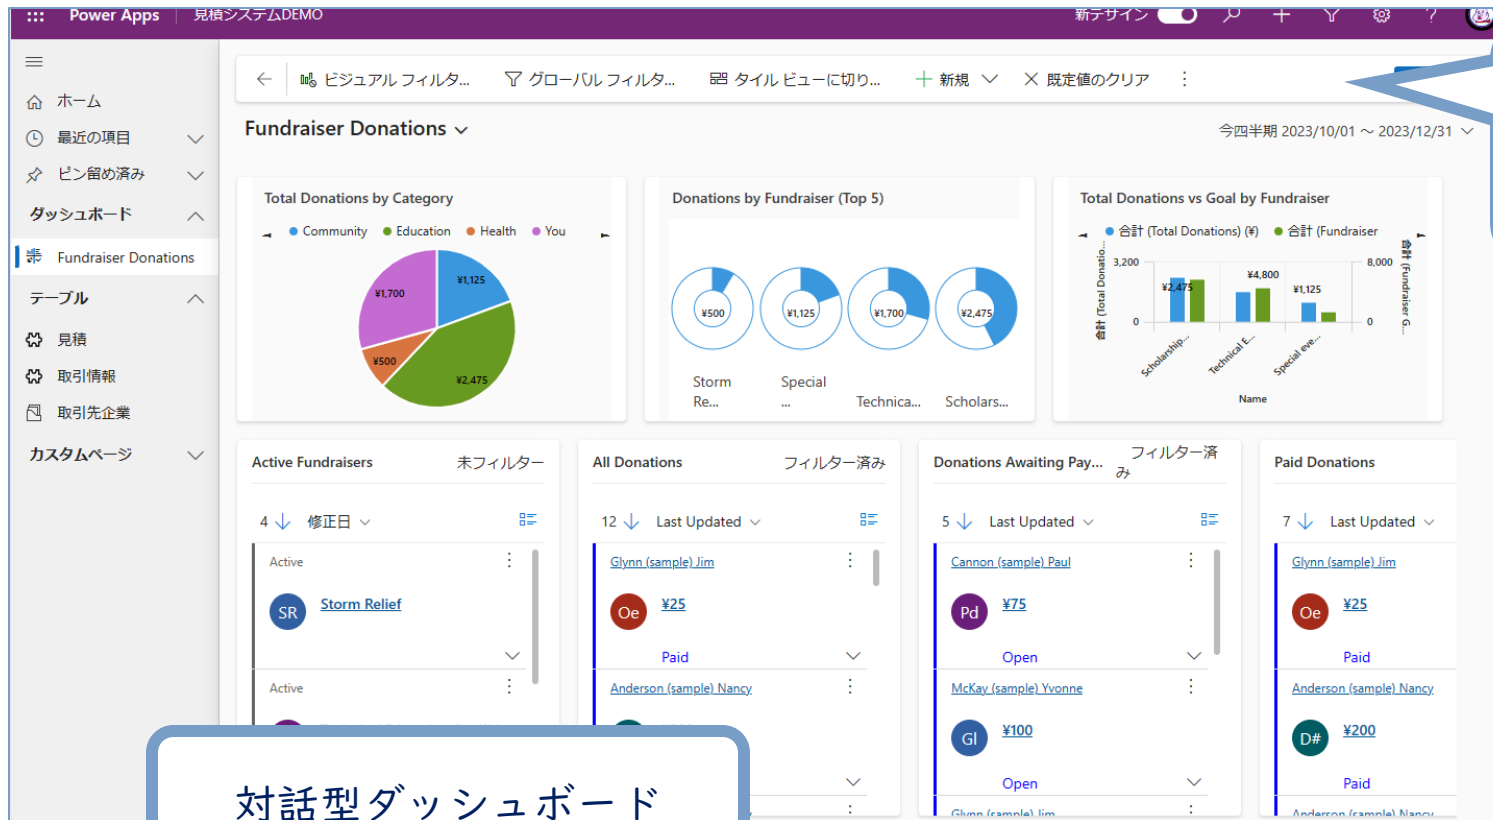 Power Apps 見積システムDEMO 新デザイン
ホーム
最近の項目
ピン留め済み
ダッシュボード
Fundraiser Donations
テーブル
見積
取引情報
取引先企業
カスタムページ
ビジュアル フィルタ... グローバル フィルタ... タイル ビューに切り... 新規 既定値のクリア
Fundraiser Donations
今四半期 2023/10/01 ～ 2023/12/31
Total Donations by Category
Community Education Health You
¥1,125
¥1,700
¥500
¥2,475
Donations by Fundraiser (Top 5)
¥500 ¥1,125 ¥1,700 ¥2,475
Storm Re... Special ... Technica... Scholars...
Total Donations vs Goal by Fundraiser
合計 (Total Donations) (¥) 合計 (Fundraiser
合計 (Total Donatio...
3,200
0
¥2,475
¥4,800
¥1,125
8,000
0
合計 (Fundraiser G...
Scholarship... Technical E... Special eve...
Name
Active Fundraisers 未フィルター
4 修正日
Active
SR Storm Relief
Active
All Donations フィルター済み
12 Last Updated
Glynn (sample) Jim
Oe ¥25
Paid
Anderson (sample) Nancy
Donations Awaiting Pay... フィルター済み
5 Last Updated
Cannon (sample) Paul
Pd ¥75
Open
McKay (sample) Yvonne
Gl ¥100
Open
Glynn (sample) Jim
Paid Donations
7 Last Updated
Glynn (sample) Jim
Oe ¥25
Paid
Anderson (sample) Nancy
D# ¥200
Paid
Anderson (sample) Nancy
対話型ダッシュボード